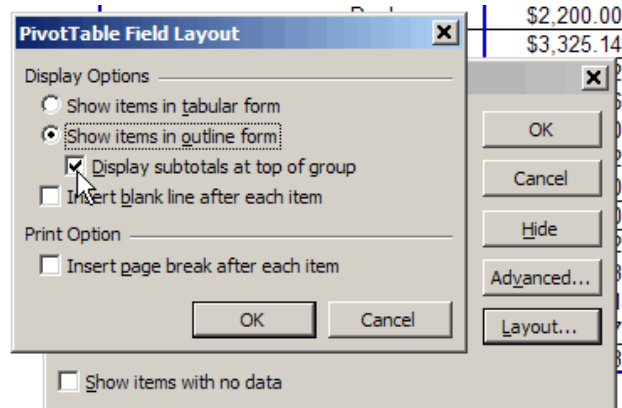 $2,200.00
PivotTable Field Layout
$3,325.14
Display Options
Show items in tabular form
Show items in outline form
OK
Display subtotals at top of group
Cancel
Insert blank line after each item
Hide
Print Option
Insert page break after each item
Advanced...
OK
Cancel
Layout...
Show items with no data